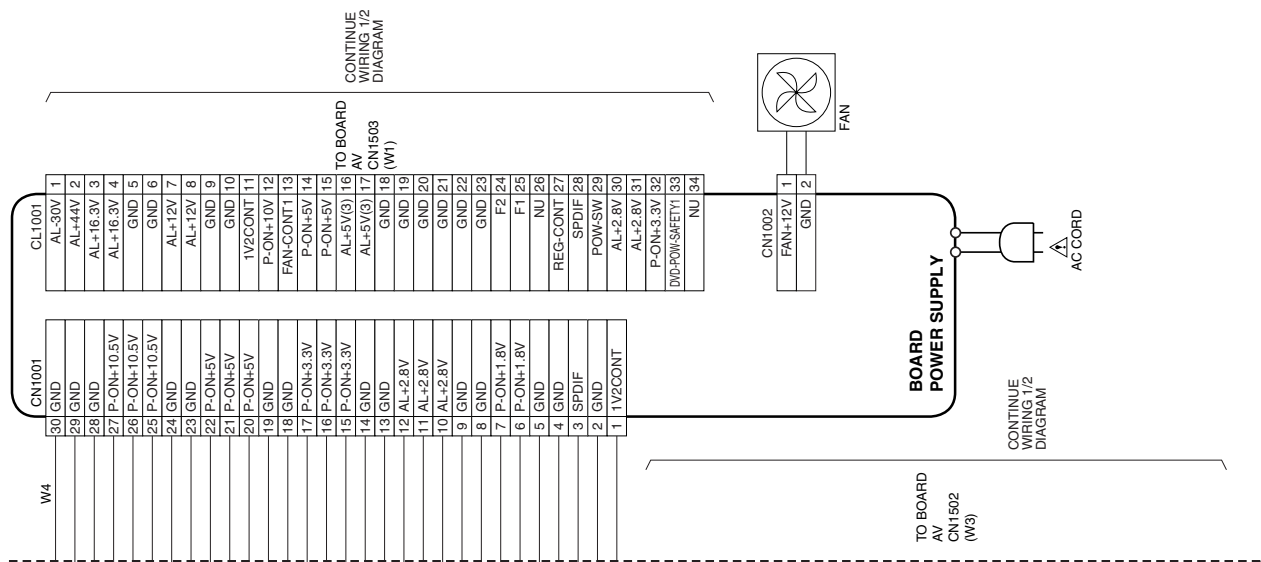 CONTINUE
WIRING 1/2
DIAGRAM
TO BOARD
AV
CN1503
(W1)
CL1001
AL-30V 1
AL+44V 2
AL+16.3V 3
AL+16.3V 4
GND 5
GND 6
AL+12V 7
AL+12V 8
GND 9
GND 10
1V2CONT 11
P-ON+10V 12
FAN-CONT1 13
P-ON+5V 14
P-ON+5V 15
AL+5V(3) 16
AL+5V(3) 17
GND 18
GND 19
GND 20
GND 21
GND 22
GND 23
F2 24
F1 25
NU 26
REG-CONT 27
SPDIF 28
POW-SW 29
AL+2.8V 30
AL+2.8V 31
P-ON+3.3V 32
DVD-POW-SAFETY1 33
NU 34
FAN
CN1002
FAN+12V 1
GND 2
AC CORD
BOARD
POWER SUPPLY
CN1001
30 GND
29 GND
28 GND
27 P-ON+10.5V
26 P-ON+10.5V
25 P-ON+10.5V
24 GND
23 GND
22 P-ON+5V
21 P-ON+5V
20 P-ON+5V
19 GND
18 GND
17 P-ON+3.3V
16 P-ON+3.3V
15 P-ON+3.3V
14 GND
13 GND
12 AL+2.8V
11 AL+2.8V
10 AL+2.8V
9 GND
8 GND
7 P-ON+1.8V
6 P-ON+1.8V
5 GND
4 GND
3 SPDIF
2 GND
1 1V2CONT
W4
CONTINUE
WIRING 1/2
DIAGRAM
TO BOARD
AV
CN1502
(W3)